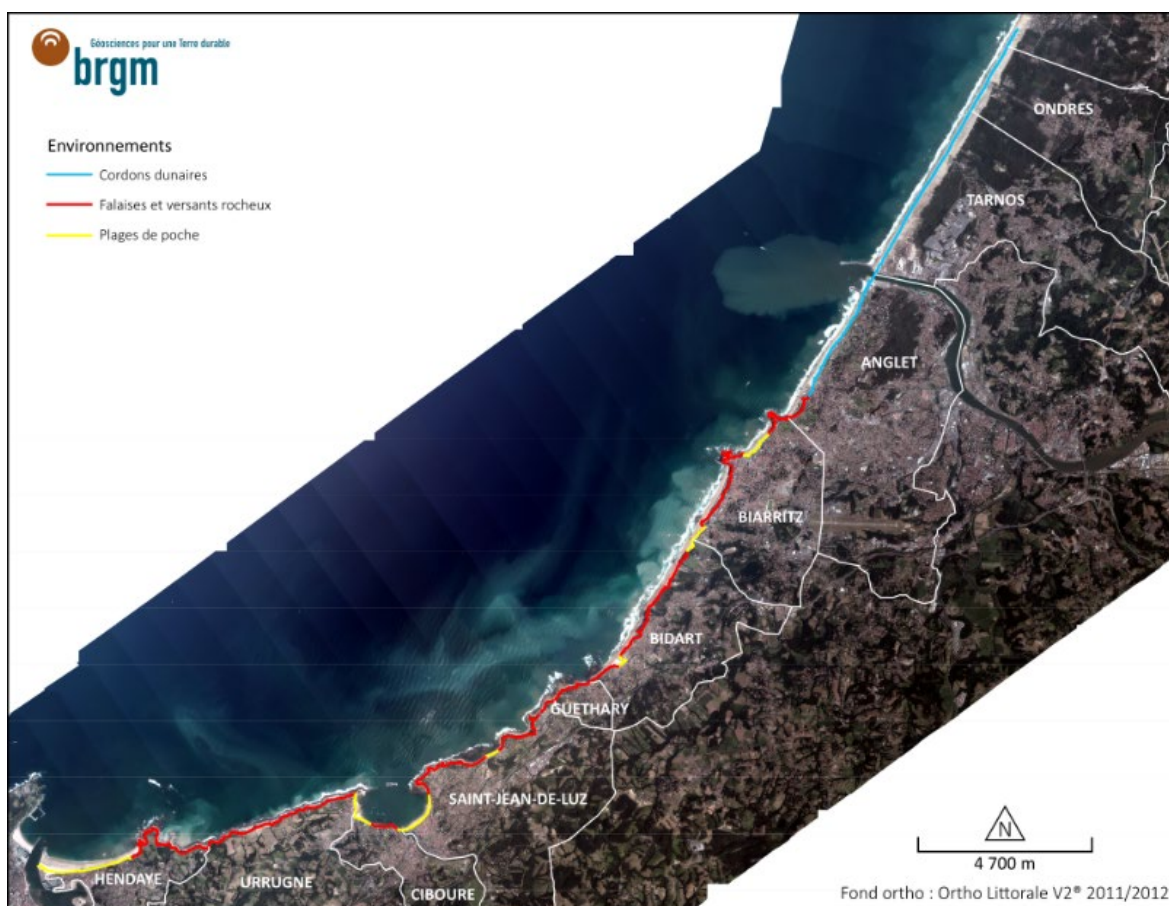 Géosciences pour une Terre durable
brgm
Environnements
Cordons dunaires
Falaises et versants rocheux
Plages de poche
ONDRES
TARNOS
ANGLET
BIARRITZ
BIDART
GUETHARY
SAINT-JEAN-DE-LUZ
HENDAYE
URRUGNE
CIBOURE
N
4 700 m
Fond ortho : Ortho Littorale V2® 2011/2012